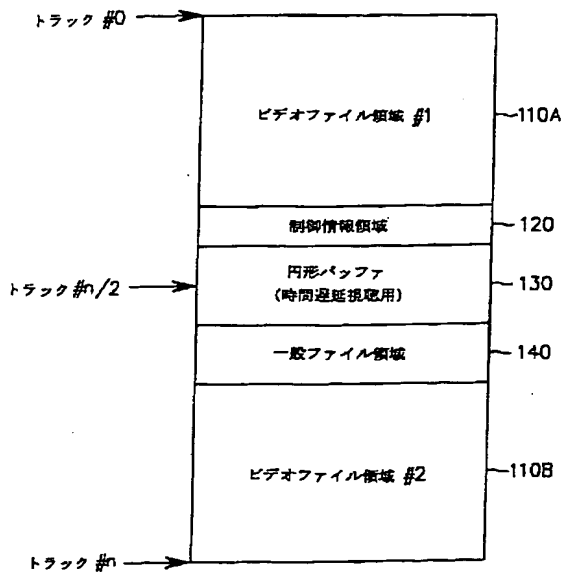 トラック #0
ビデオファイル領域 #1
110A
制御情報領域
120
トラック #n/2
円形バッファ
(時間遅延視聴用)
130
一般ファイル領域
140
ビデオファイル領域 #2
110B
トラック #n